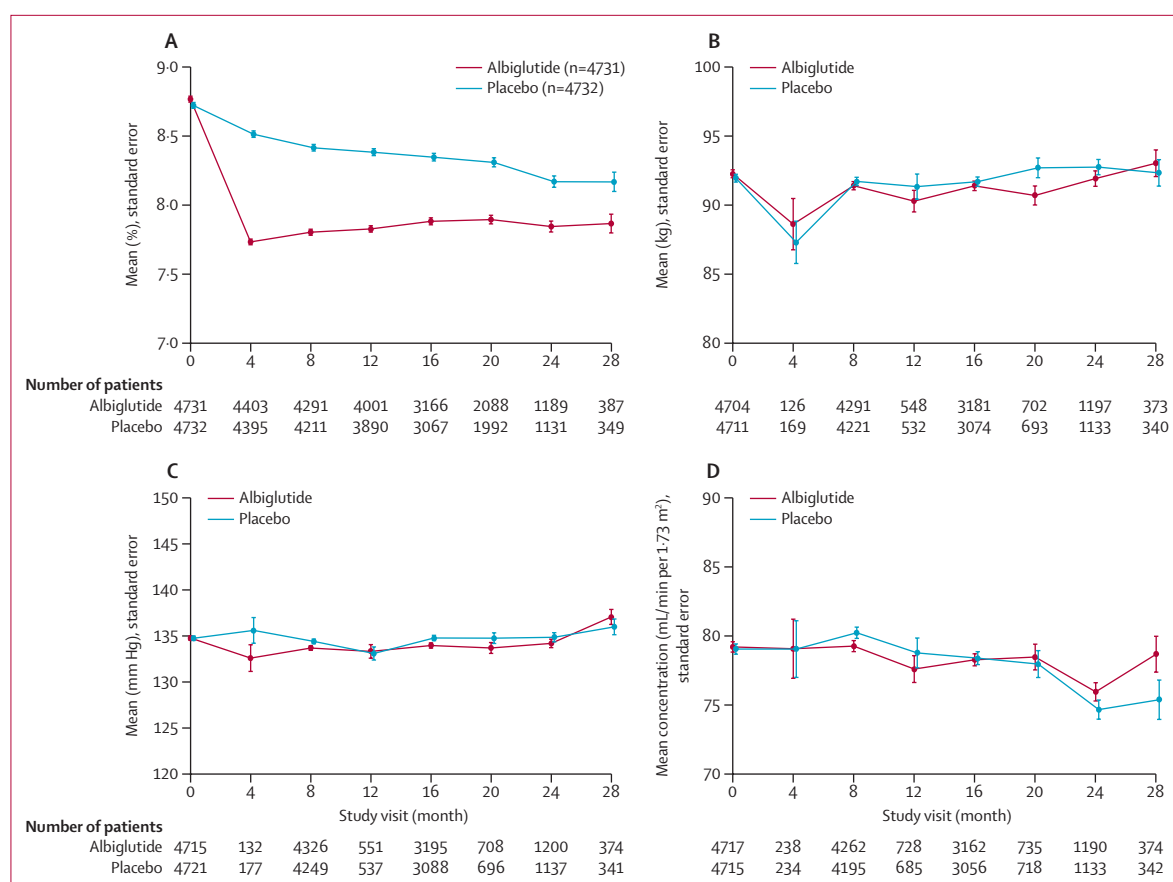 A
9·0
8·5
8·0
7·5
7·0
Mean (%), standard error
Albiglutide (n=4731)
Placebo (n=4732)
0 4 8 12 16 20 24 28
B
100
95
90
85
80
Mean (kg), standard error
Albiglutide
Placebo
0 4 8 12 16 20 24 28
Number of patients
Albiglutide 4731 4403 4291 4001 3166 2088 1189 387
Placebo 4732 4395 4211 3890 3067 1992 1131 349
4704 126 4291 548 3181 702 1197 373
4711 169 4221 532 3074 693 1133 340
C
150
145
140
135
130
125
120
Mean (mm Hg), standard error
Albiglutide
Placebo
0 4 8 12 16 20 24 28
Study visit (month)
D
90
85
80
75
70
Mean concentration (mL/min per 1·73 m²),
standard error
Albiglutide
Placebo
0 4 8 12 16 20 24 28
Study visit (month)
Number of patients
Albiglutide 4715 132 4326 551 3195 708 1200 374
Placebo 4721 177 4249 537 3088 696 1137 341
4717 238 4262 728 3162 735 1190 374
4715 234 4195 685 3056 718 1133 342